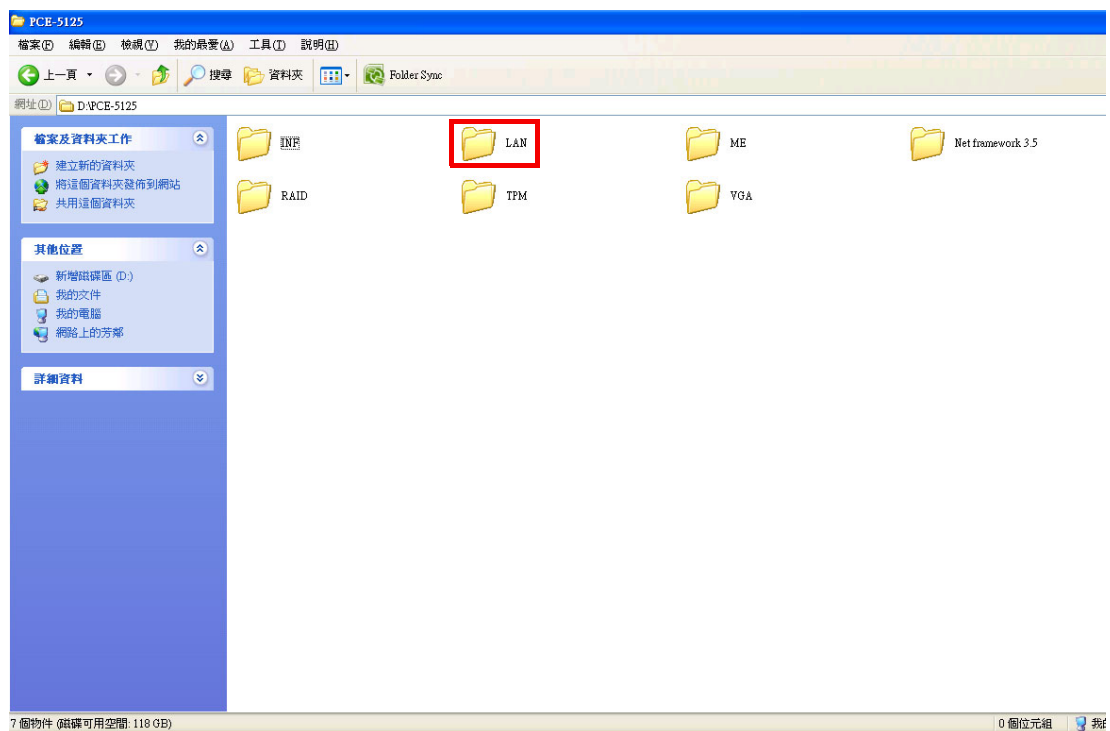 PCE-5125
檔案(F) 編輯(E) 檢視(V) 我的最愛(A) 工具(T) 說明(H)
上一頁 搜尋 資料夾 Folder Sync
網址(D) D:\PCE-5125
檔案及資料夾工作
建立新的資料夾
將這個資料夾發佈到網站
共用這個資料夾
其他位置
新增磁碟區 (D:)
我的文件
我的電腦
網路上的芳鄰
詳細資料
INF LAN ME Net framework 3.5
RAID TPM VGA
7 個物件 (磁碟可用空間: 118 GB) 0 個位元組 我的